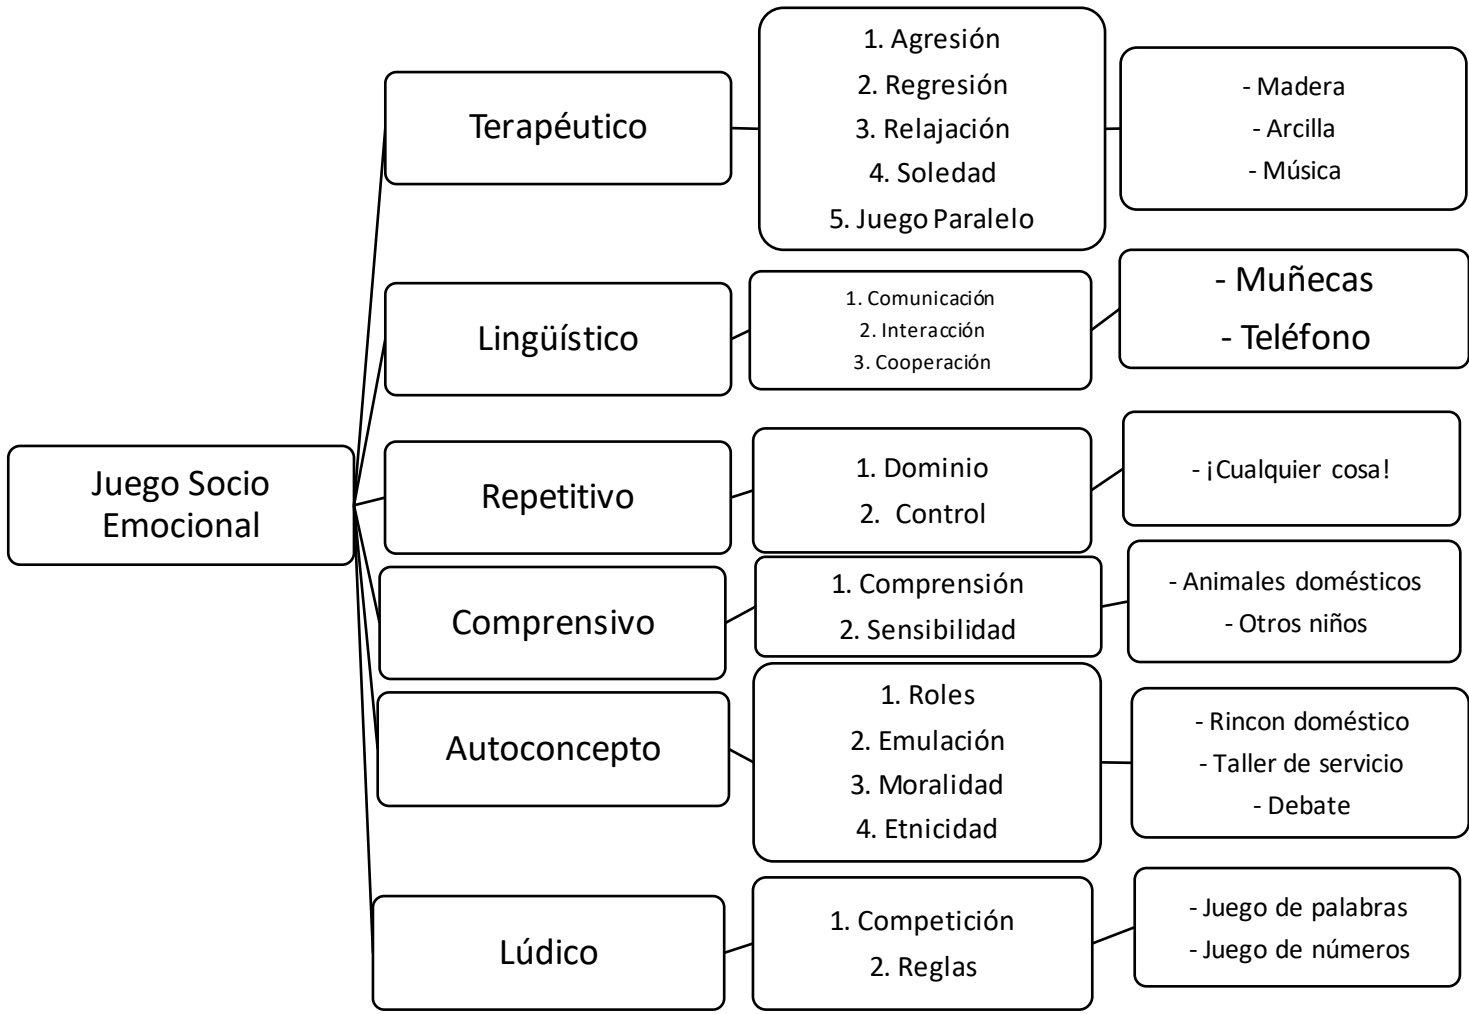 Juego Socio
Emocional
Terapéutico
1. Agresión
2. Regresión
3. Relajación
4. Soledad
5. Juego Paralelo
- Madera
- Arcilla
- Música
Lingüístico
1. Comunicación
2. Interacción
3. Cooperación
- Muñecas
- Teléfono
Repetitivo
1. Dominio
2. Control
- ¡Cualquier cosa!
Comprensivo
1. Comprensión
2. Sensibilidad
- Animales domésticos
- Otros niños
Autoconcepto
1. Roles
2. Emulación
3. Moralidad
4. Etnicidad
- Rincon doméstico
- Taller de servicio
- Debate
Lúdico
1. Competición
2. Reglas
- Juego de palabras
- Juego de números